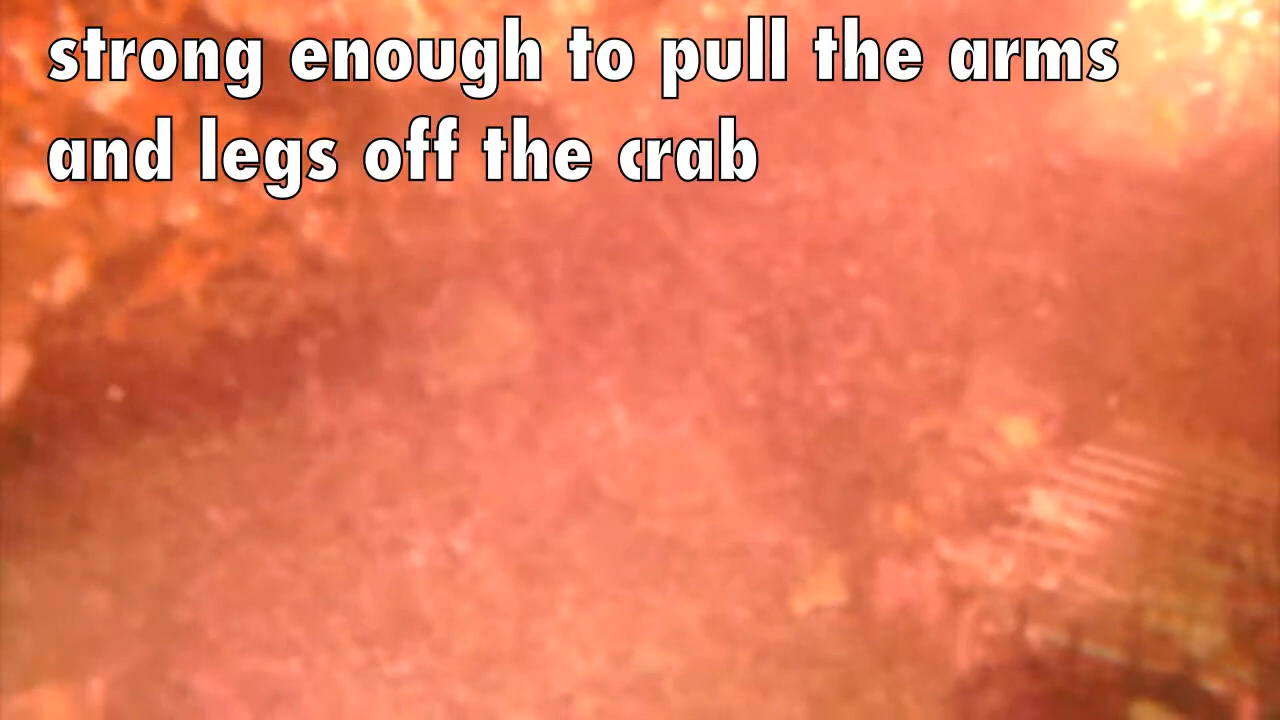 strong enough to pull the arms
and legs off the crab